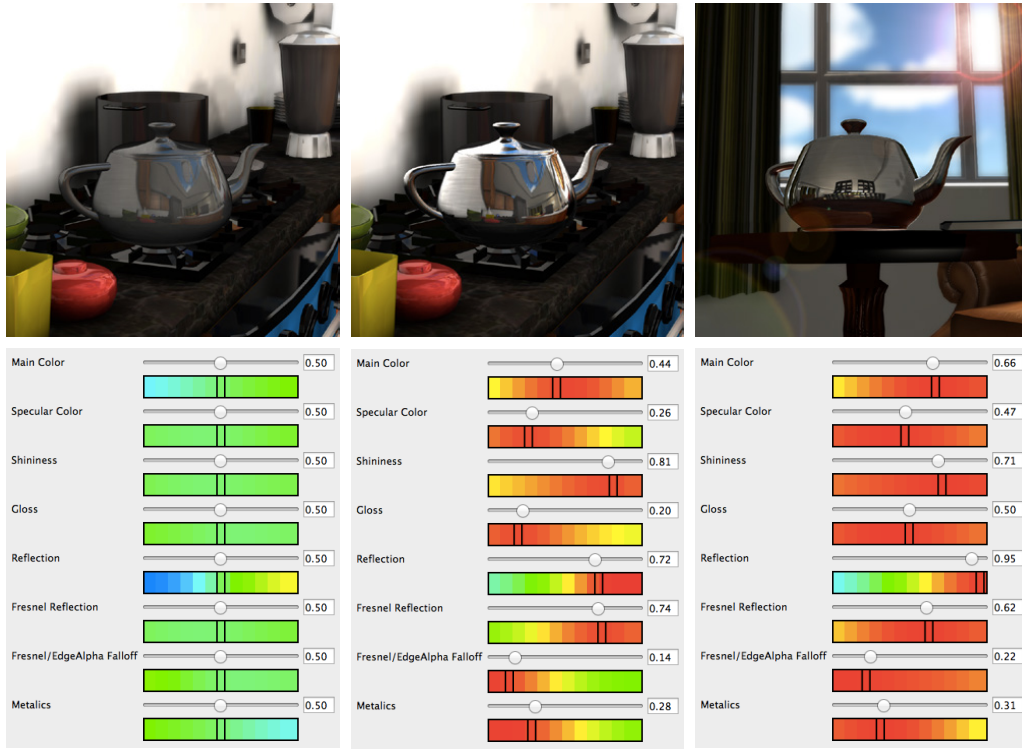 Main Color 0.50
Specular Color 0.50
Shininess 0.50
Gloss 0.50
Reflection 0.50
Fresnel Reflection 0.50
Fresnel/EdgeAlpha Falloff 0.50
Metalics 0.50
Main Color 0.44
Specular Color 0.26
Shininess 0.81
Gloss 0.20
Reflection 0.72
Fresnel Reflection 0.74
Fresnel/EdgeAlpha Falloff 0.14
Metalics 0.28
Main Color 0.66
Specular Color 0.47
Shininess 0.71
Gloss 0.50
Reflection 0.95
Fresnel Reflection 0.62
Fresnel/EdgeAlpha Falloff 0.22
Metalics 0.31